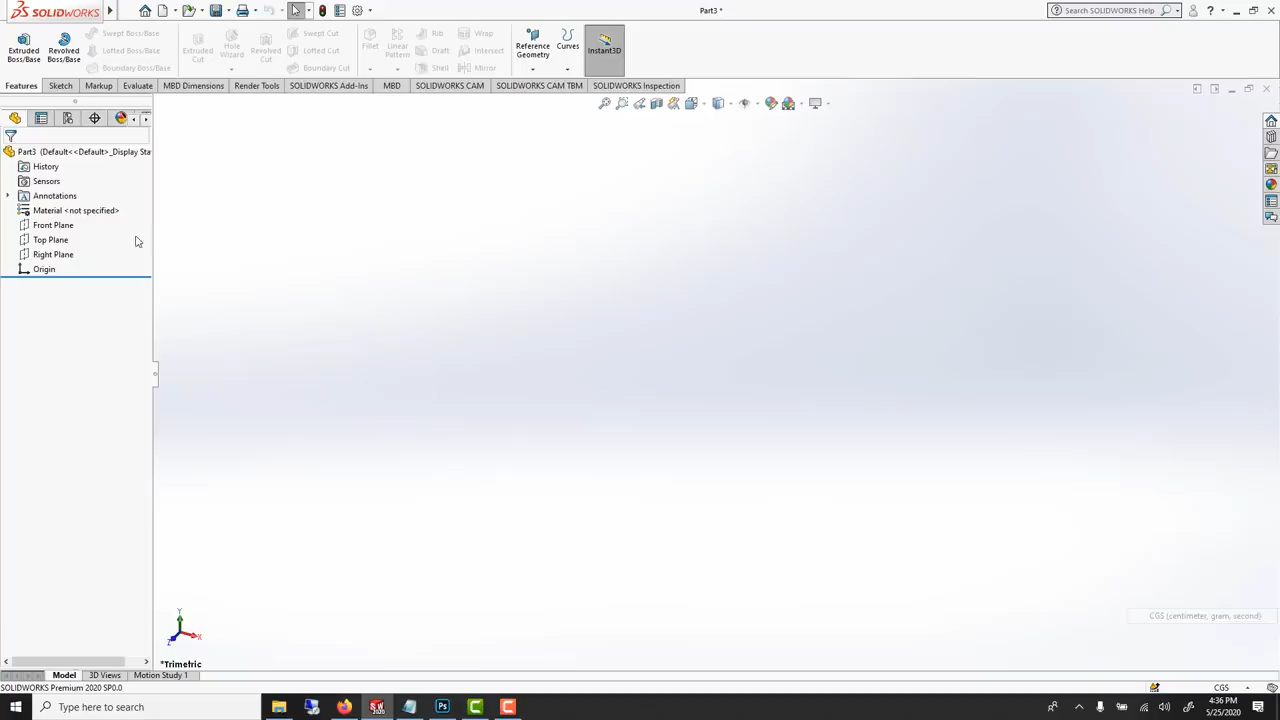 SOLIDWORKS
Part3 *
Search SOLIDWORKS Help
Extruded Boss/Base
Revolved Boss/Base
Swept Boss/Base
Lofted Boss/Base
Boundary Boss/Base
Extruded Cut
Hole Wizard
Revolved Cut
Swept Cut
Lofted Cut
Boundary Cut
Fillet
Linear Pattern
Rib
Draft
Shell
Wrap
Intersect
Mirror
Reference Geometry
Curves
Instant3D
Features Sketch Markup Evaluate MBD Dimensions Render Tools SOLIDWORKS Add-Ins MBD SOLIDWORKS CAM SOLIDWORKS CAM TBM SOLIDWORKS Inspection
Part3 (Default<<Default>_Display Sta
History
Sensors
Annotations
Material <not specified>
Front Plane
Top Plane
Right Plane
Origin
CGS (centimeter, gram, second)
Y
X
Z
*Trimetric
Model 3D Views Motion Study 1
SOLIDWORKS Premium 2020 SP0.0
CGS
Type here to search
4:36 PM
5/25/2020